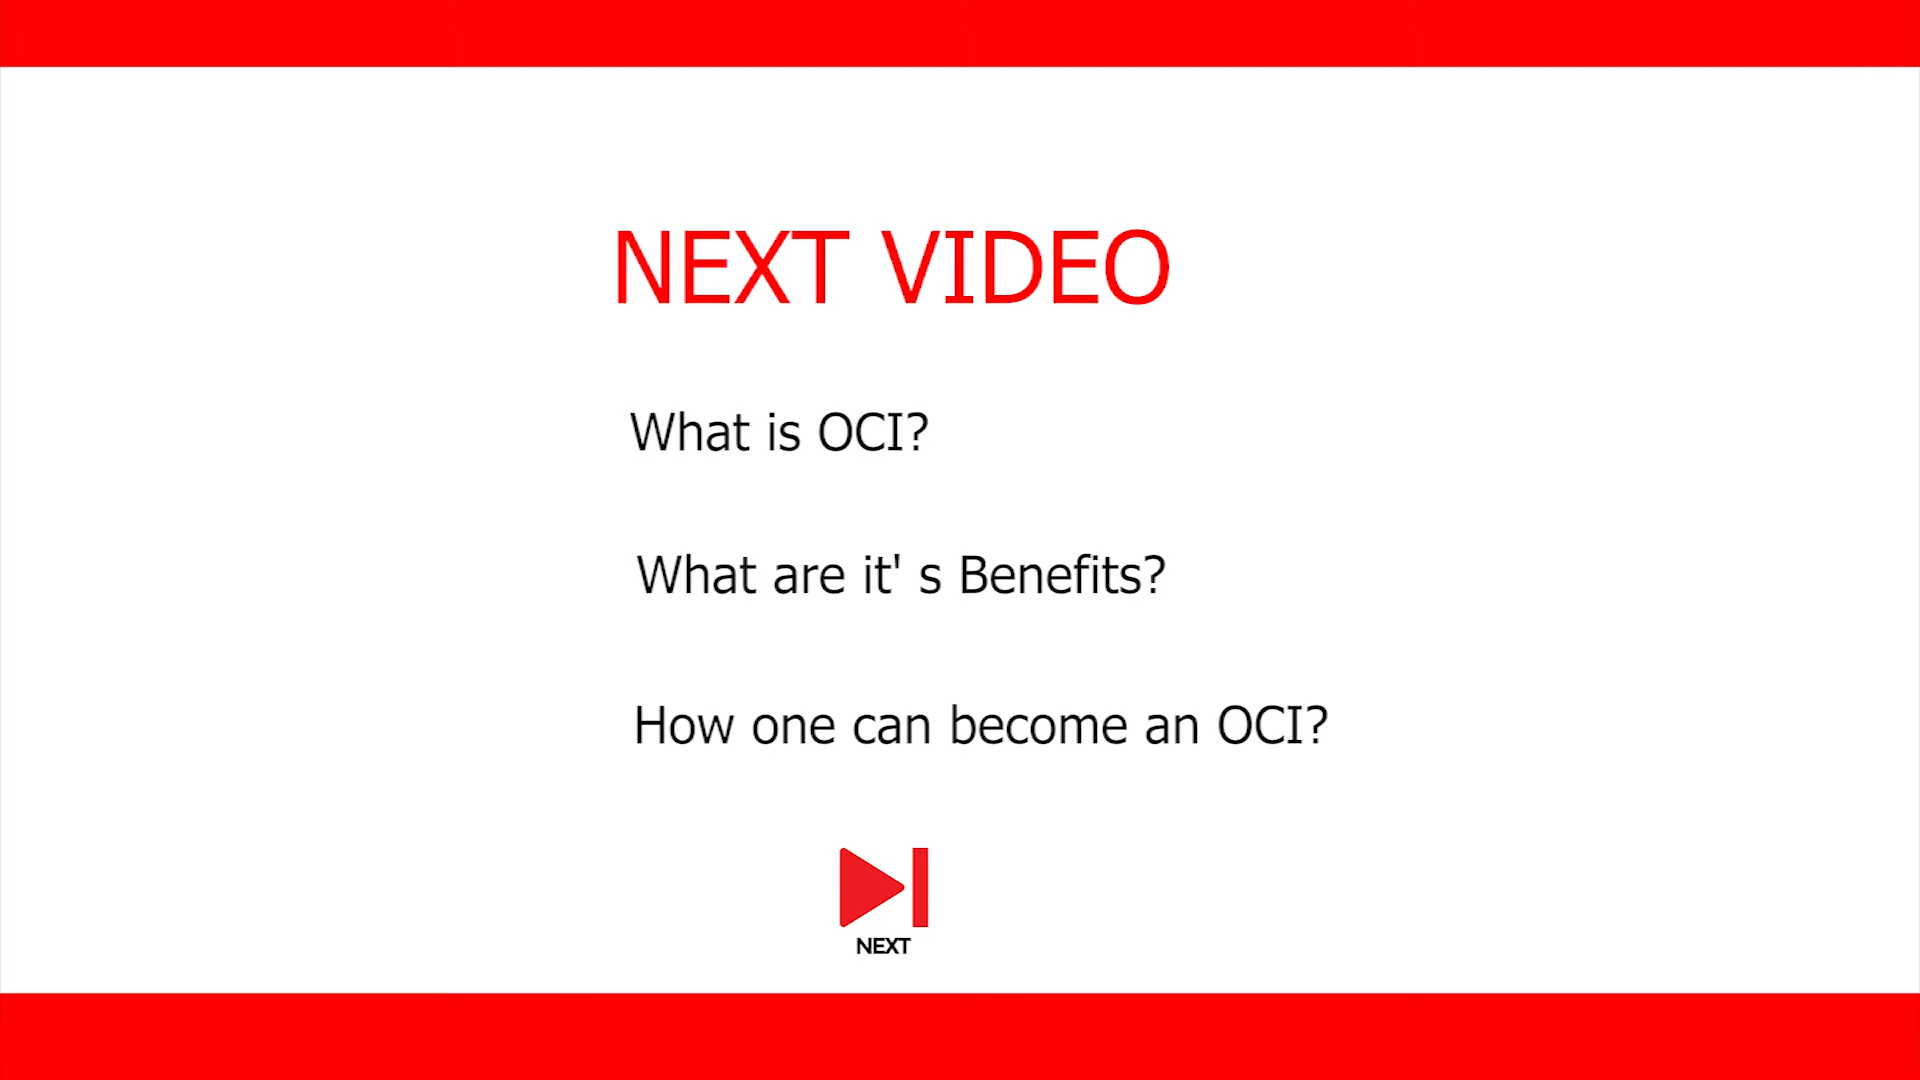 NEXT VIDEO
What is OCI?
What are it' s Benefits?
How one can become an OCI?
NEXT